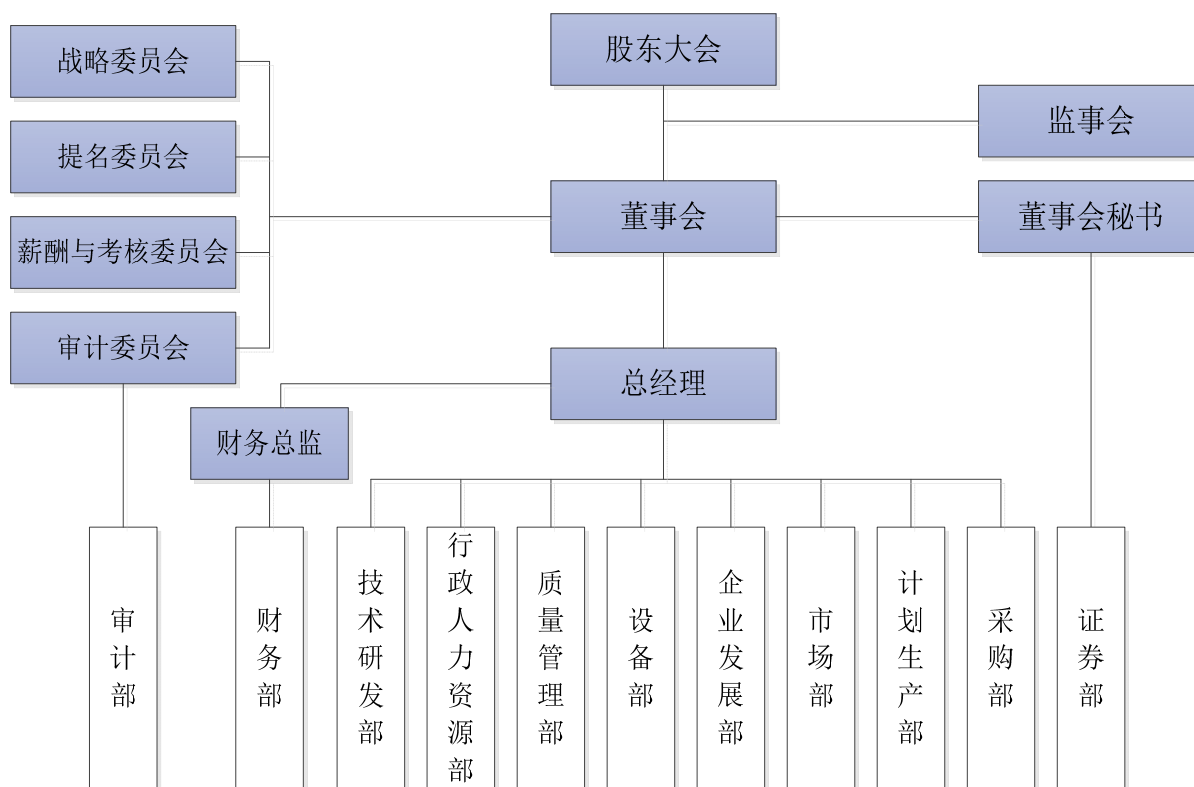 战略委员会
股东大会
监事会
提名委员会
董事会
董事会秘书
薪酬与考核委员会
审计委员会
总经理
财务总监
审计部
财务部
技术研发部
行政人力资源部
质量管理部
设备部
企业发展部
市场部
计划生产部
采购部
证券部